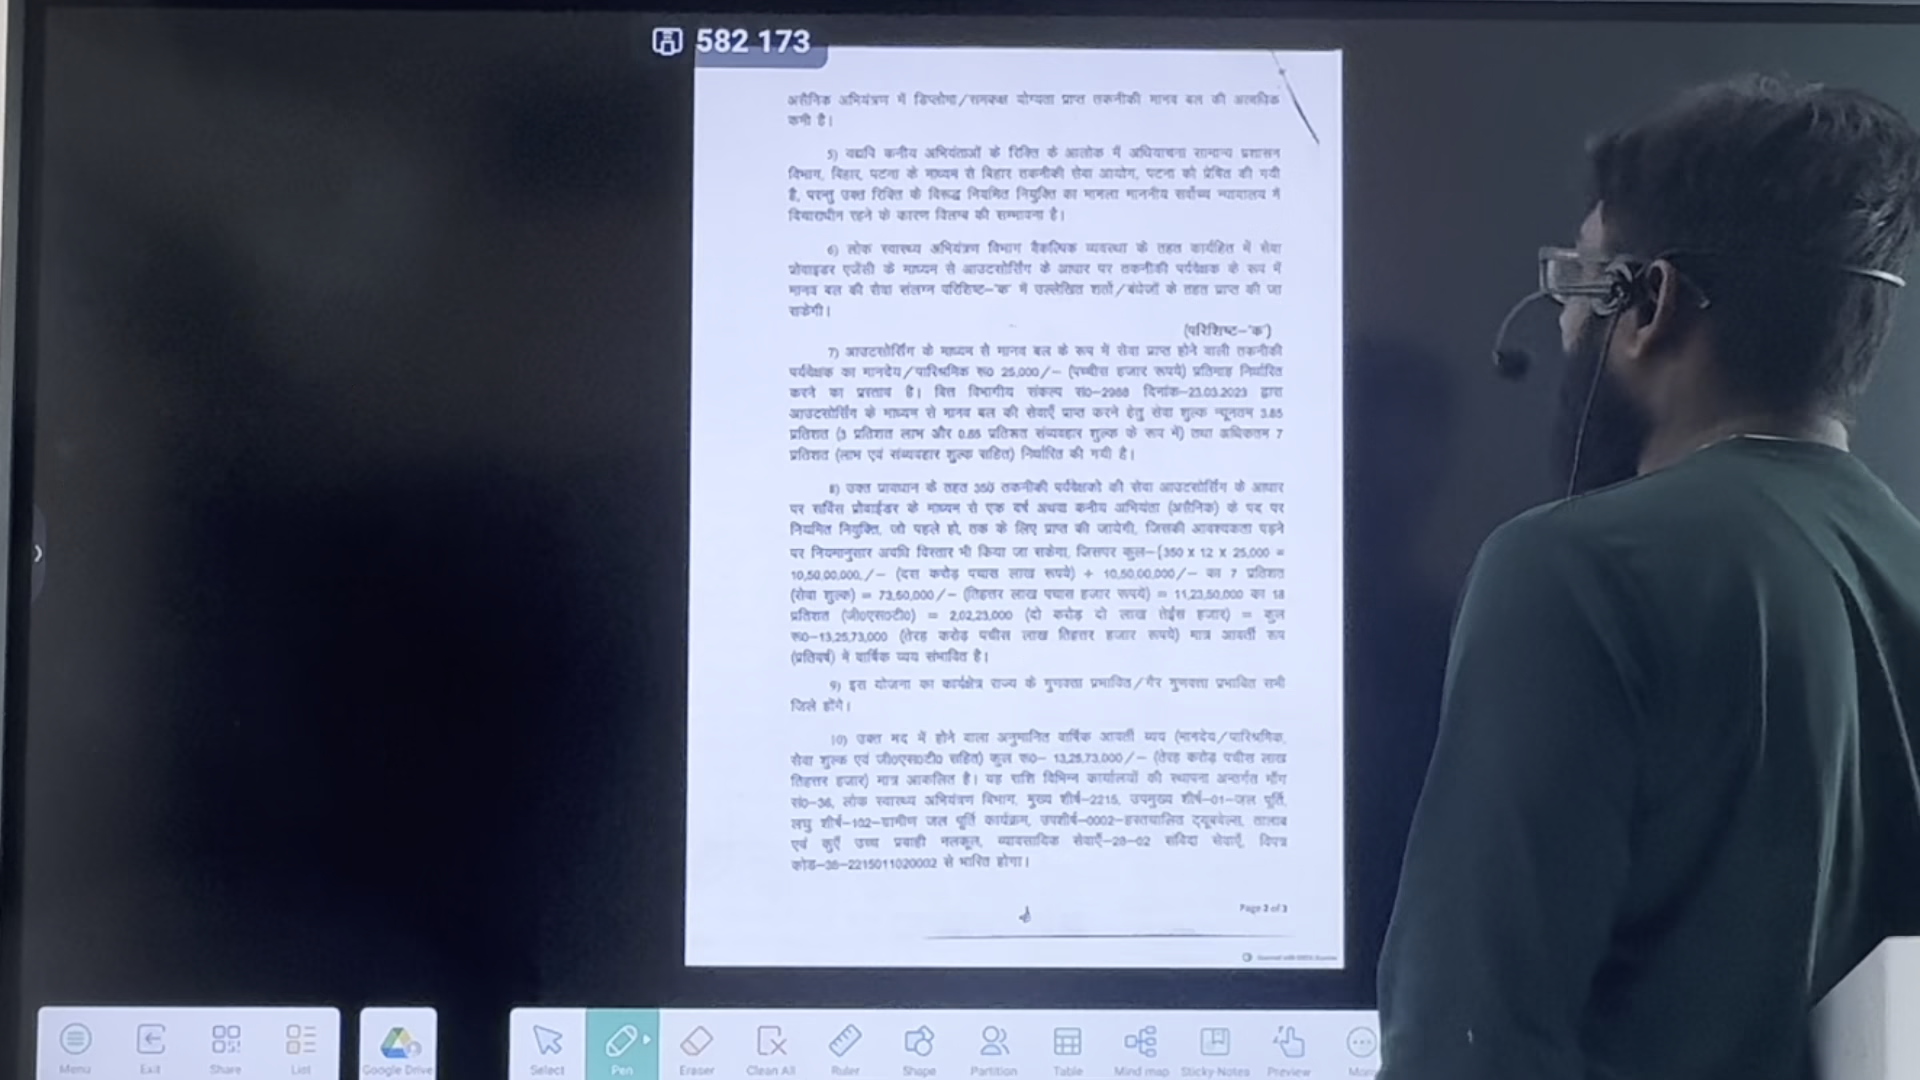 582 173
असैनिक अभियंत्रण में डिप्लोमा/समकक्ष योग्यता प्राप्त तकनीकी मानव बल की अत्यधिक
कमी है।
5) यद्यपि कनीय अभियंताओं के रिक्ति के आलोक में अधियाचना सामान्य प्रशासन
विभाग, बिहार, पटना के माध्यम से बिहार तकनीकी सेवा आयोग, पटना को प्रेषित की गयी
है, परन्तु उक्त रिक्ति के विरूद्ध नियमित नियुक्ति का मामला माननीय सर्वोच्च न्यायालय में
विचाराधीन रहने के कारण विलम्ब की सम्भावना है।
6) लोक स्वास्थ्य अभियंत्रण विभाग वैकल्पिक व्यवस्था के तहत कार्यहित में सेवा
प्रोवाइडर एजेंसी के माध्यम से आउटसोर्सिंग के आधार पर तकनीकी पर्यवेक्षक के रूप में
मानव बल की सेवा संलग्न परिशिष्ट–'क' में उल्लेखित शर्तो/बंधेजों के तहत प्राप्त की जा
सकेगी।
(परिशिष्ट–'क')
7) आउटसोर्सिंग के माध्यम से मानव बल के रूप में सेवा प्राप्त होने वाली तकनीकी
पर्यवेक्षक का मानदेय/पारिश्रमिक रू0 25,000/– (पच्चीस हजार रूपये) प्रतिमाह निर्धारित
करने का प्रस्ताव है। वित्त विभागीय संकल्प सं0–2988 दिनांक–23.03.2023 द्वारा
आउटसोर्सिंग के माध्यम से मानव बल की सेवाएँ प्राप्त करने हेतु सेवा शुल्क न्यूनतम 3.85
प्रतिशत (3 प्रतिशत लाभ और 0.85 प्रतिशत संव्यवहार शुल्क के रूप में) तथा अधिकतम 7
प्रतिशत (लाभ एवं संव्यवहार शुल्क सहित) निर्धारित की गयी है।
8) उक्त प्रावधान के तहत 350 तकनीकी पर्यवेक्षको की सेवा आउटसोर्सिंग के आधार
पर सर्विस प्रोवाईडर के माध्यम से एक वर्ष अथवा कनीय अभियंता (असैनिक) के पद पर
नियमित नियुक्ति, जो पहले हो, तक के लिए प्राप्त की जायेगी, जिसकी आवश्यकता पड़ने
पर नियमानुसार अवधि विस्तार भी किया जा सकेगा, जिसपर कुल–(350 x 12 x 25,000 =
10,50,00,000/– (दस करोड़ पचास लाख रूपये) + 10,50,00,000/– का 7 प्रतिशत
(सेवा शुल्क) = 73,50,000/– (तिहत्तर लाख पचास हजार रूपये) = 11,23,50,000 का 18
प्रतिशत (जी0एस0टी0) = 2,02,23,000 (दो करोड़ दो लाख तेईस हजार) = कुल
रू0–13,25,73,000 (तेरह करोड़ पचीस लाख तिहत्तर हजार रूपये) मात्र आवर्ती रूप
(प्रतिवर्ष) में वार्षिक व्यय संभावित है।
9) इस योजना का कार्यक्षेत्र राज्य के गुणवत्ता प्रभावित/गैर गुणवत्ता प्रभावित सभी
जिले होंगे।
10) उक्त मद में होने वाला अनुमानित वार्षिक आवर्ती व्यय (मानदेय/पारिश्रमिक,
सेवा शुल्क एवं जी0एस0टी0 सहित) कुल रू0– 13,25,73,000/– (तेरह करोड़ पचीस लाख
तिहत्तर हजार) मात्र आकलित है। यह राशि विभिन्न कार्यालयों की स्थापना अन्तर्गत माँग
सं0–36, लोक स्वास्थ्य अभियंत्रण विभाग, मुख्य शीर्ष–2215, उपमुख्य शीर्ष–01–जल पूर्ति,
लघु शीर्ष–102–ग्रामीण जल पूर्ति कार्यक्रम, उपशीर्ष–0002–हस्तचालित ट्यूबवेल्स, तालाब
एवं कुएँ उच्च प्रवाही नलकूल, व्यावसायिक सेवाएँ–28–02 संविदा सेवाएँ, विपत्र
कोड–36–2215011020002 से भारित होगा।
Page 2 of 3
Menu Exit Share List Google Drive Select Pen Eraser Clean All Ruler Shape Partition Table Mind map Sticky Notes Preview